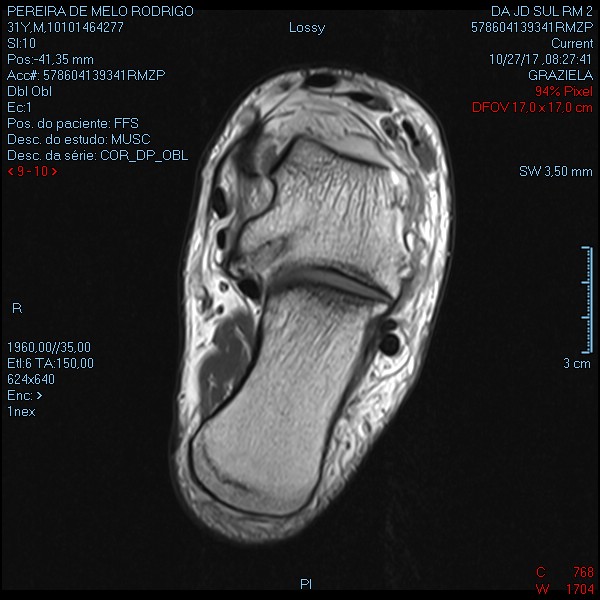 PEREIRA DE MELO RODRIGO
31Y,M,10101464277
Sl:10
Pos:-41,35 mm
Acc#: 578604139341RMZP
Dbl Obl
Ec:1
Pos. do paciente: FFS
Desc. do estudo: MUSC
Desc. da série: COR_DP_OBL
< 9 - 10 >
Lossy
DA JD SUL RM 2
578604139341RMZP
Current
10/27/17 ,08:27:41
GRAZIELA
94% Pixel
DFOV 17,0 x 17,0 cm
SW 3,50 mm
R
3 cm
1960,00//35,00
Etl:6 TA:150,00
624x640
Enc: >
1nex
PI
C 768
W 1704